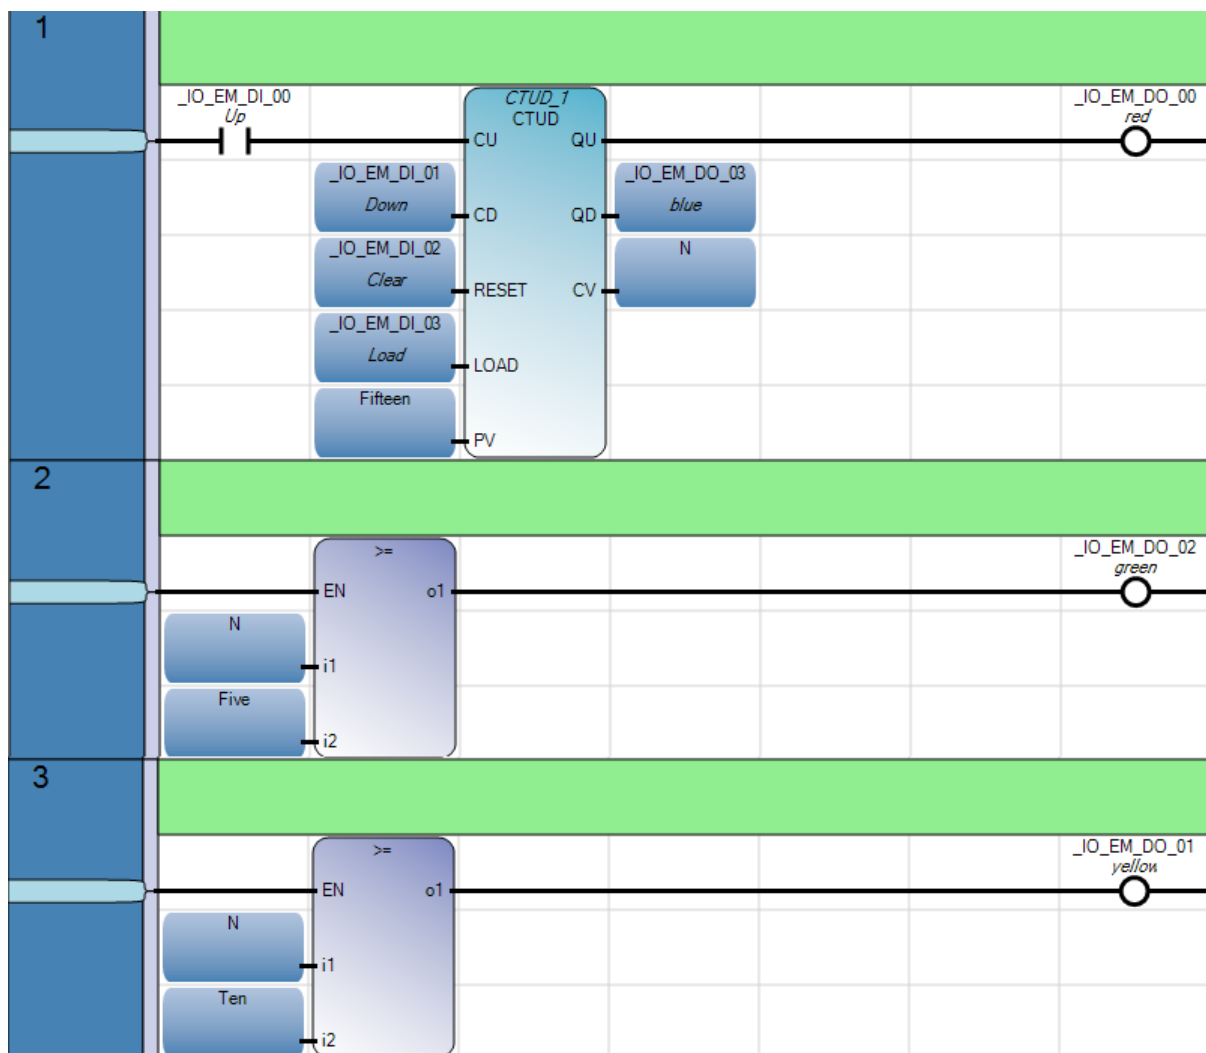 1
_IO_EM_DI_00
Up
CTUD_1
CTUD
_IO_EM_DO_00
red
CU QU
_IO_EM_DI_01
Down
CD QD
_IO_EM_DO_03
blue
_IO_EM_DI_02
Clear
RESET CV
N
_IO_EM_DI_03
Load
LOAD
Fifteen
PV
2
>=
_IO_EM_DO_02
green
EN o1
N
i1
Five
i2
3
>=
_IO_EM_DO_01
yellow
EN o1
N
i1
Ten
i2